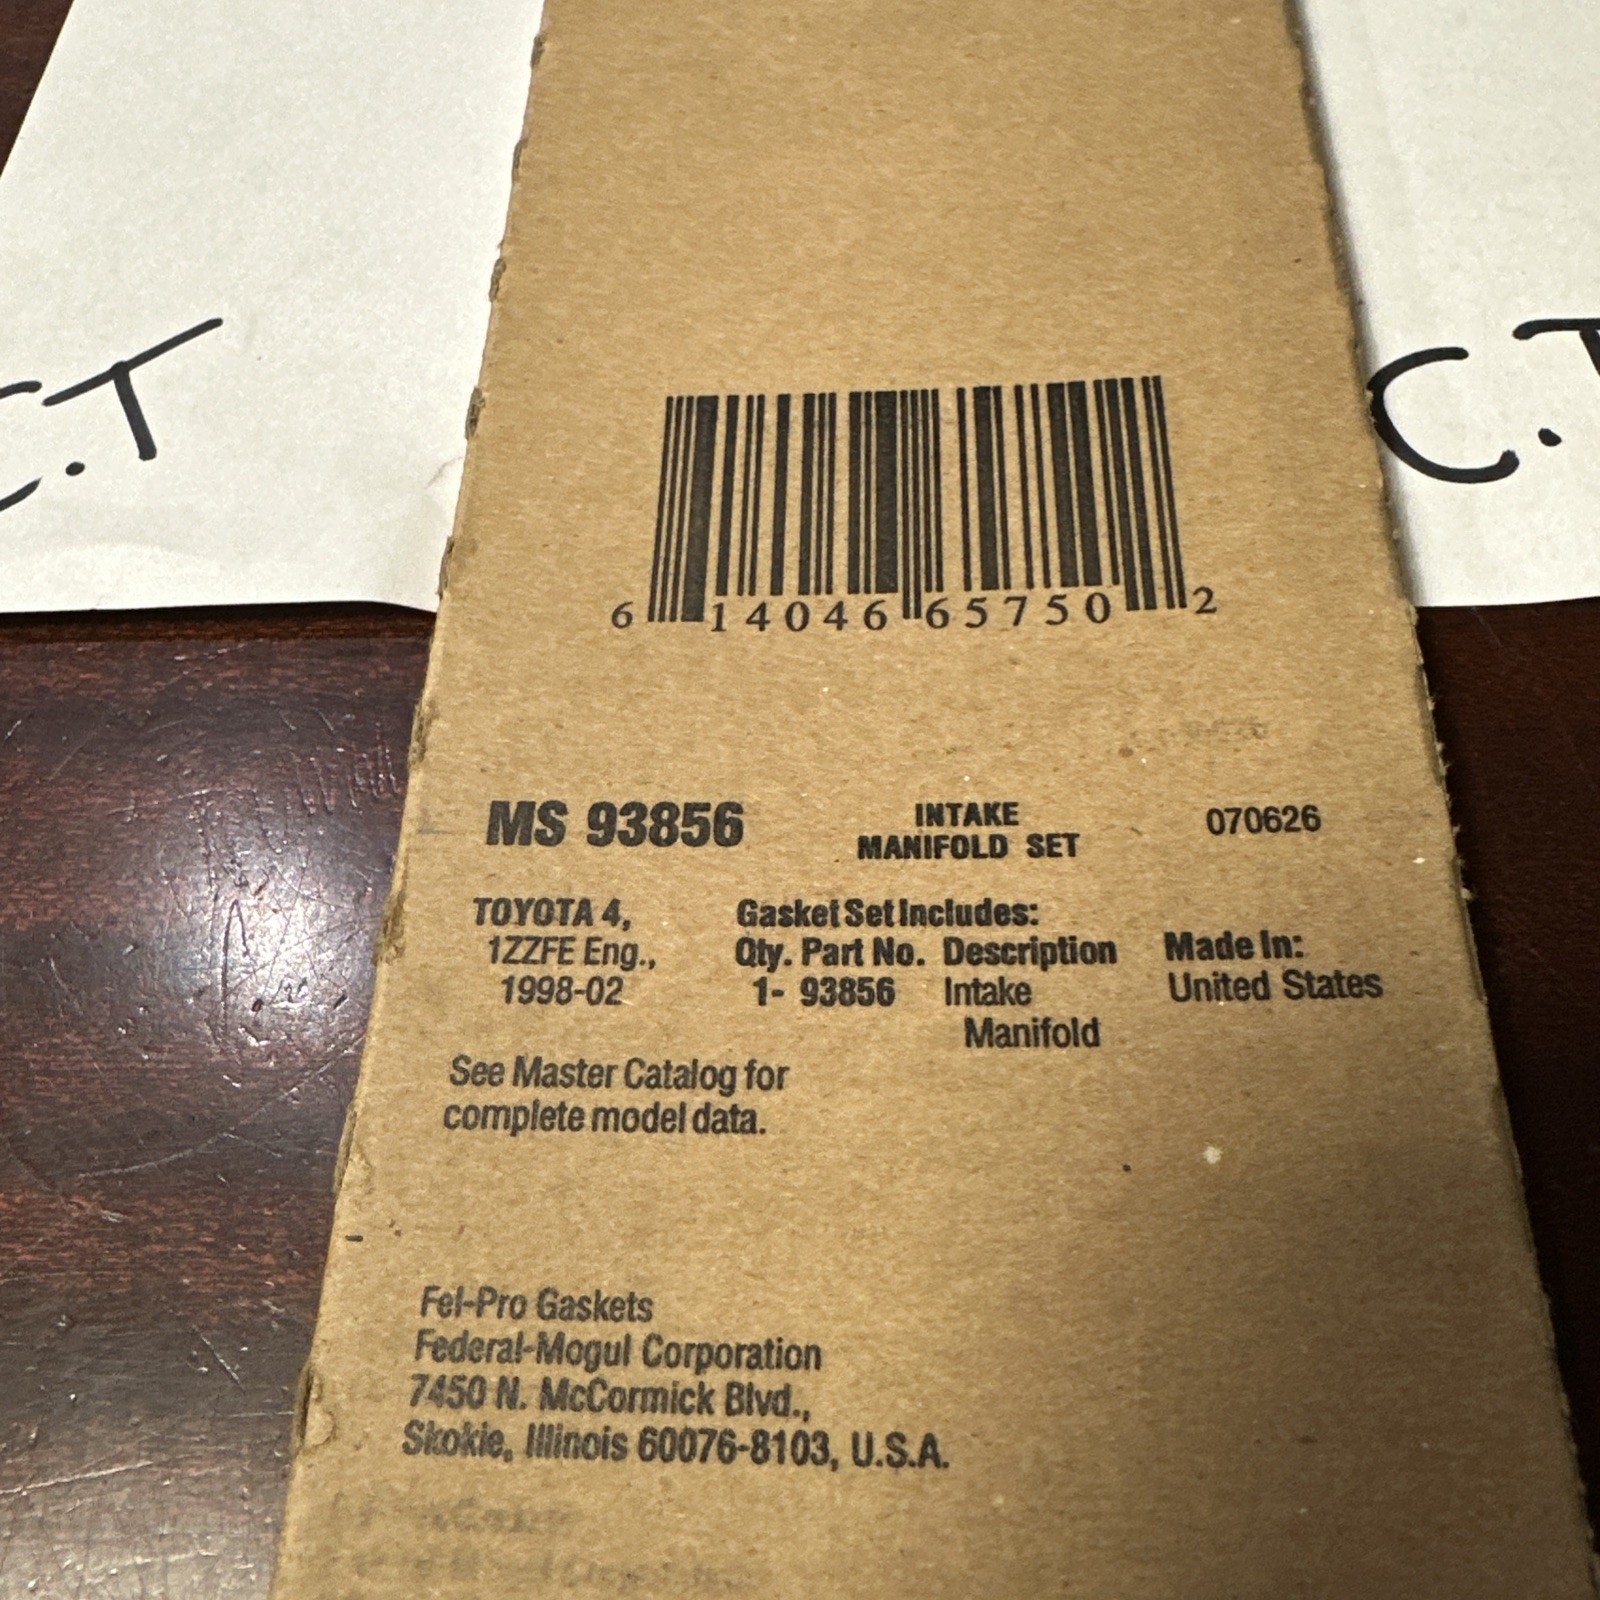 C.T
C.T
6 14046 65750 2
MS 93856
INTAKE
MANIFOLD SET
070626
TOYOTA 4,
1ZZFE Eng.,
1998-02
Gasket Set Includes:
Qty. Part No. Description
1- 93856 Intake
Manifold
Made In:
United States
See Master Catalog for
complete model data.
Fel-Pro Gaskets
Federal-Mogul Corporation
7450 N. McCormick Blvd.,
Skokie, Illinois 60076-8103, U.S.A.